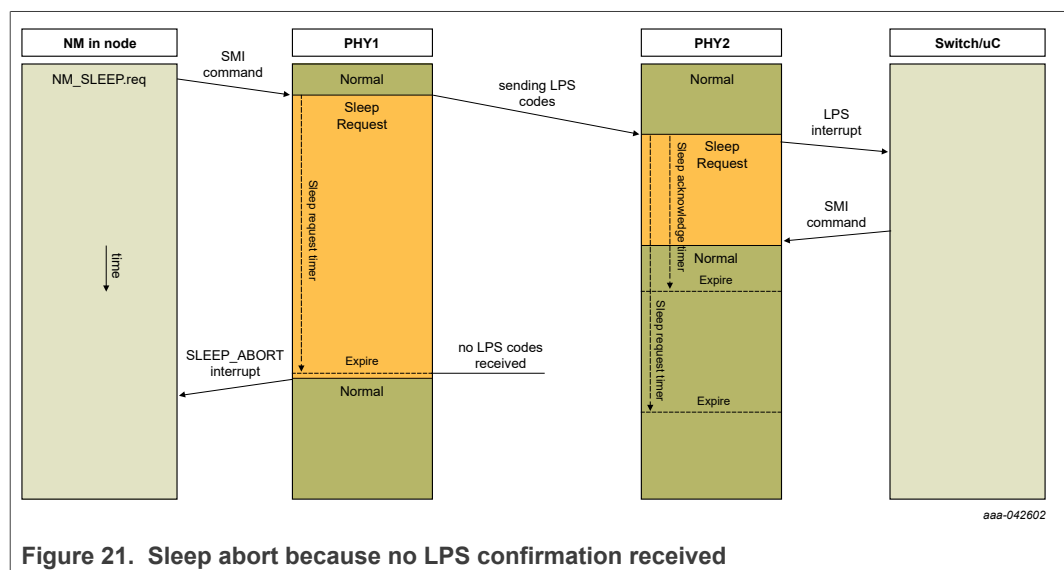 NM in node
PHY1
PHY2
Switch/uC
NM_SLEEP.req
SMI
command
Normal
sending LPS
codes
Normal
Sleep
Request
LPS
interrupt
Sleep
Request
Sleep request timer
Sleep acknowledge timer
SMI
command
time
Normal
Expire
Sleep request timer
SLEEP_ABORT
interrupt
Expire
no LPS codes
received
Normal
Expire
aaa-042602
Figure 21. Sleep abort because no LPS confirmation received